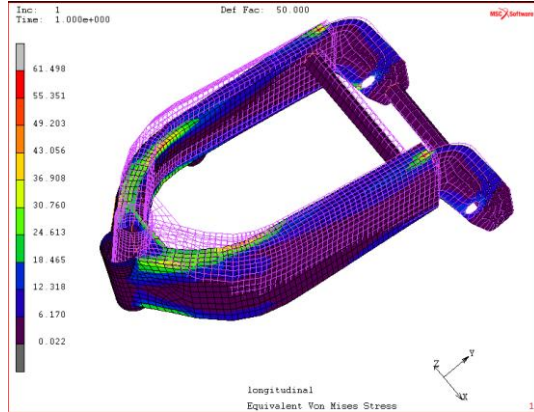 Inc: 1
Time: 1.000e+000
Def Fac: 50.000
MSC Software
61.498
55.351
49.203
43.056
36.908
30.760
24.613
18.465
12.318
6.170
0.022
Z
Y
X
longitudinal
Equivalent Von Mises Stress
1